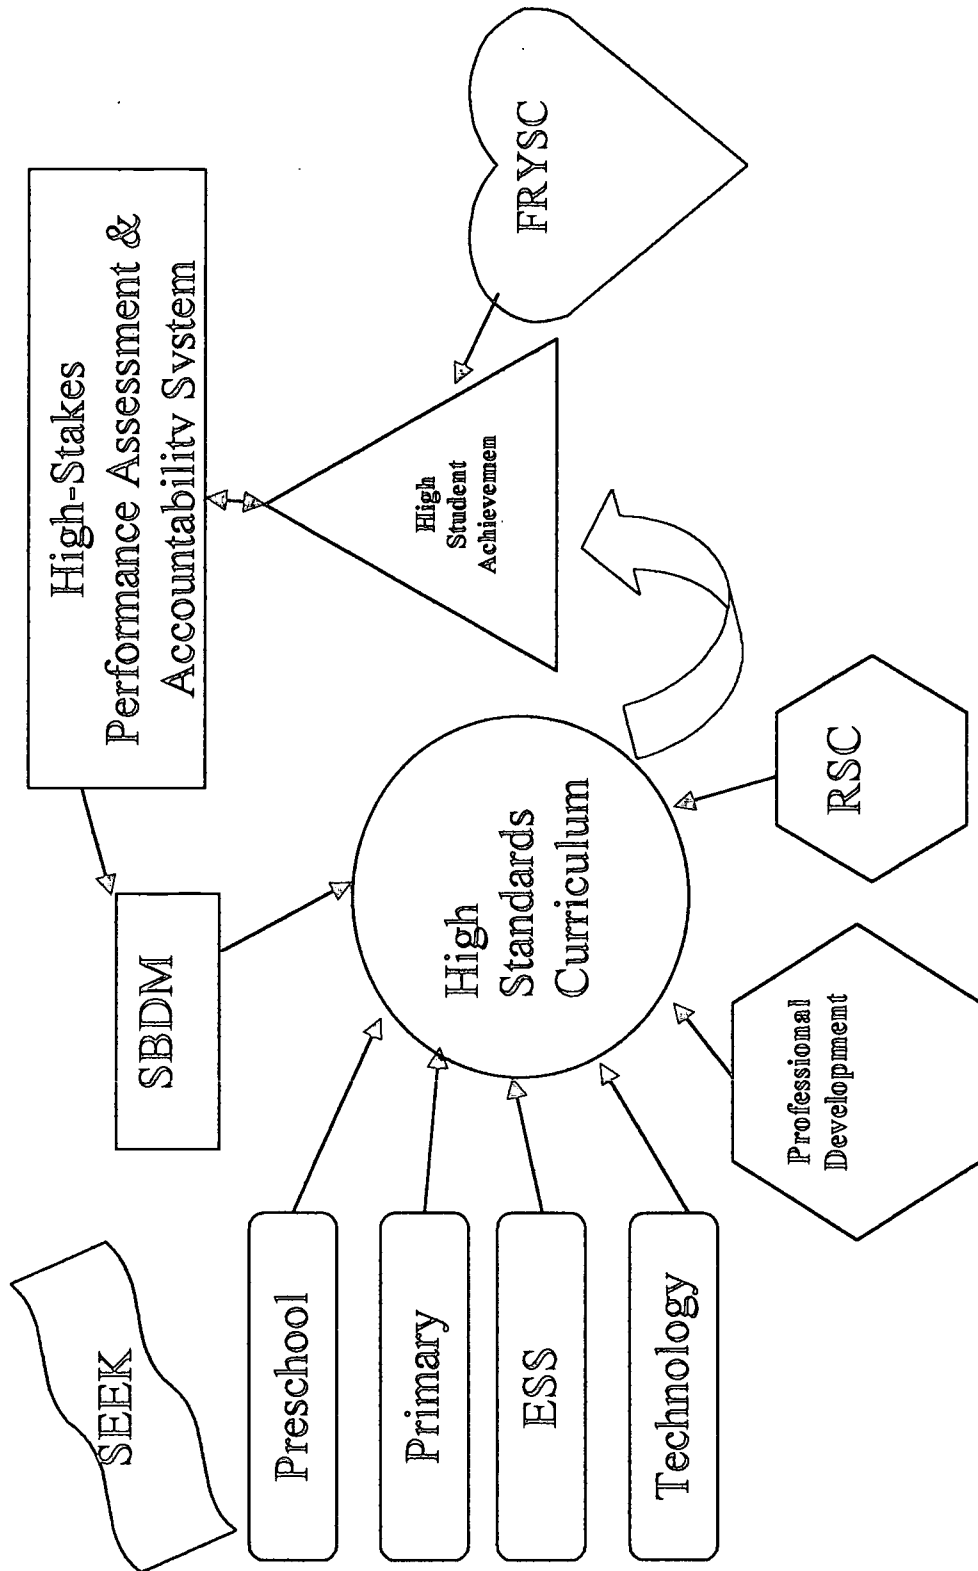 SEEK
SBDM
High-Stakes
Performance Assessment &
Accountability System
Preschool
Primary
ESS
Technology
High
Standards
Curriculum
High
Student
Achievemen
FRYSC
Professional
Development
RSC